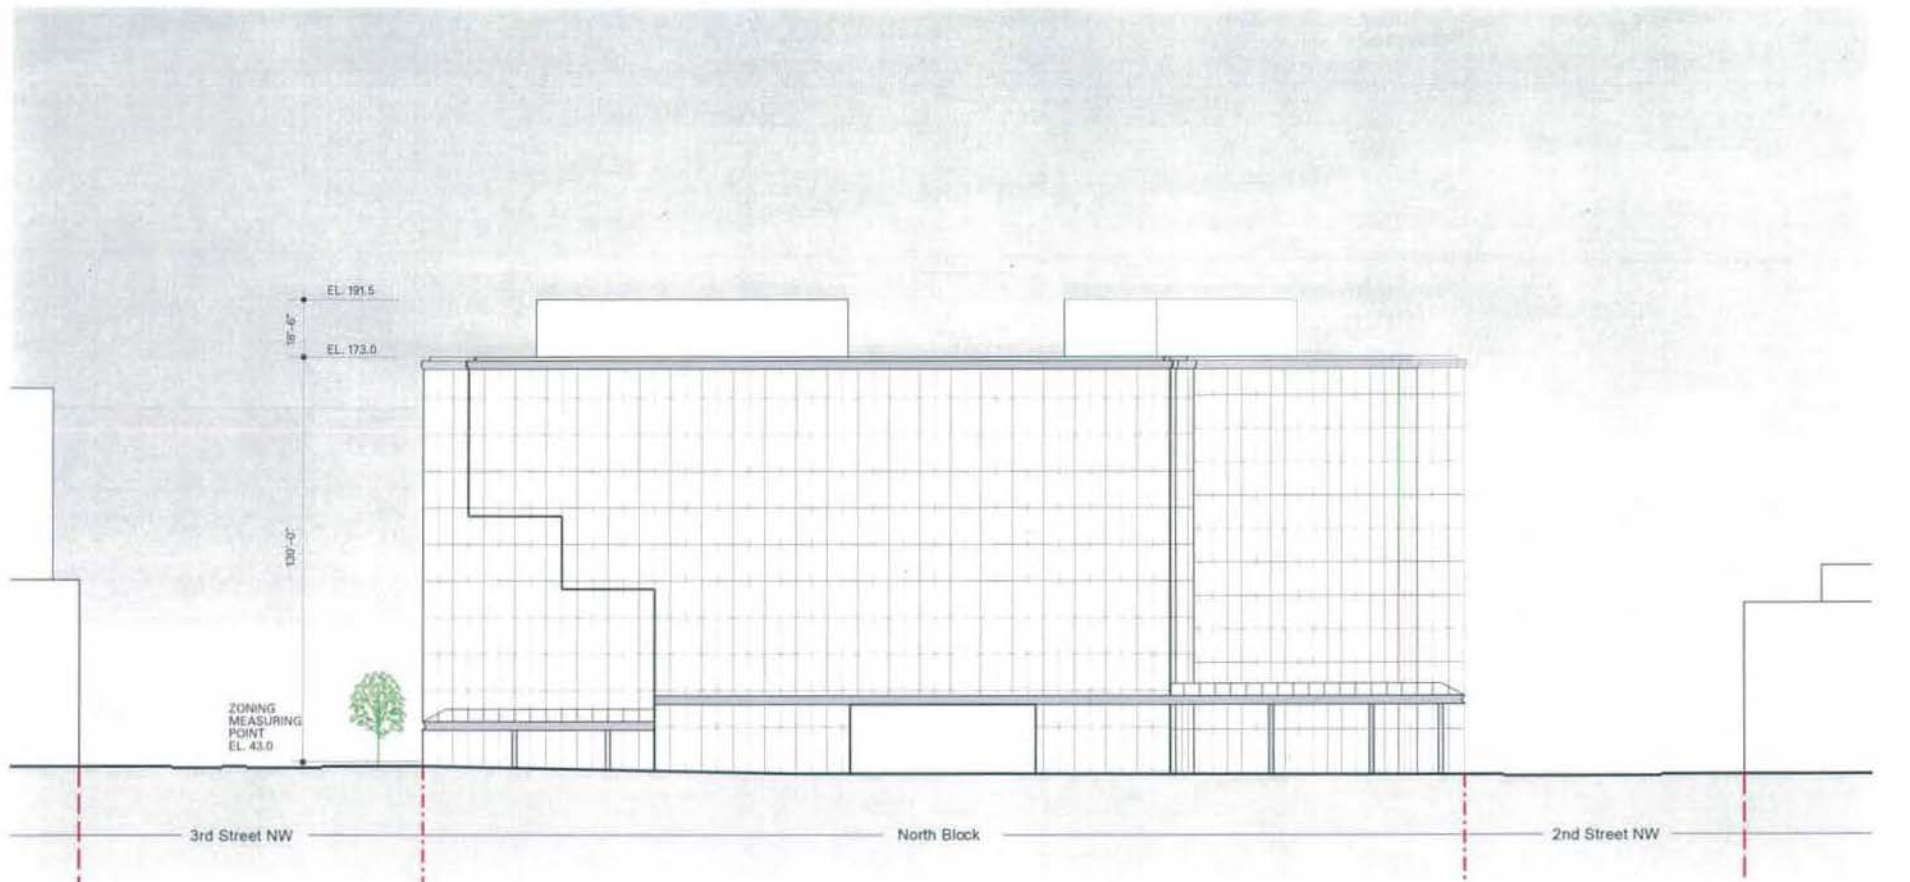 EL. 191.5
18'-6"
EL. 173.0
130'-0"
ZONING
MEASURING
POINT
EL. 43.0
3rd Street NW
North Block
2nd Street NW